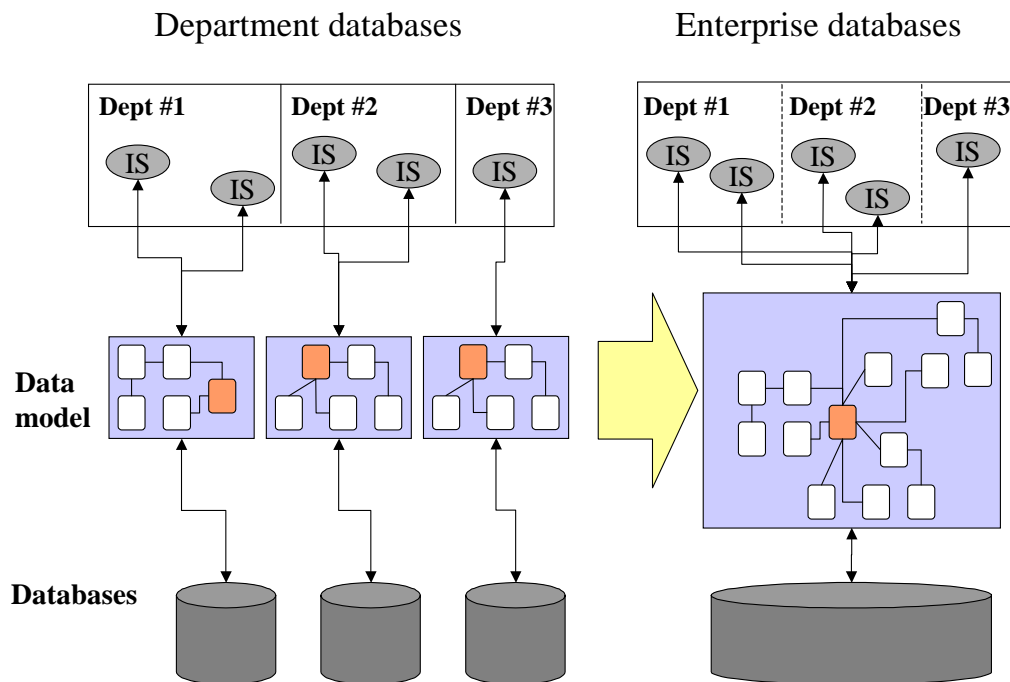 Department databases
Enterprise databases
Dept #1
Dept #2
Dept #3
IS
IS
IS
IS
IS
Dept #1
Dept #2
Dept #3
IS
IS
IS
IS
IS
Data
model
Databases